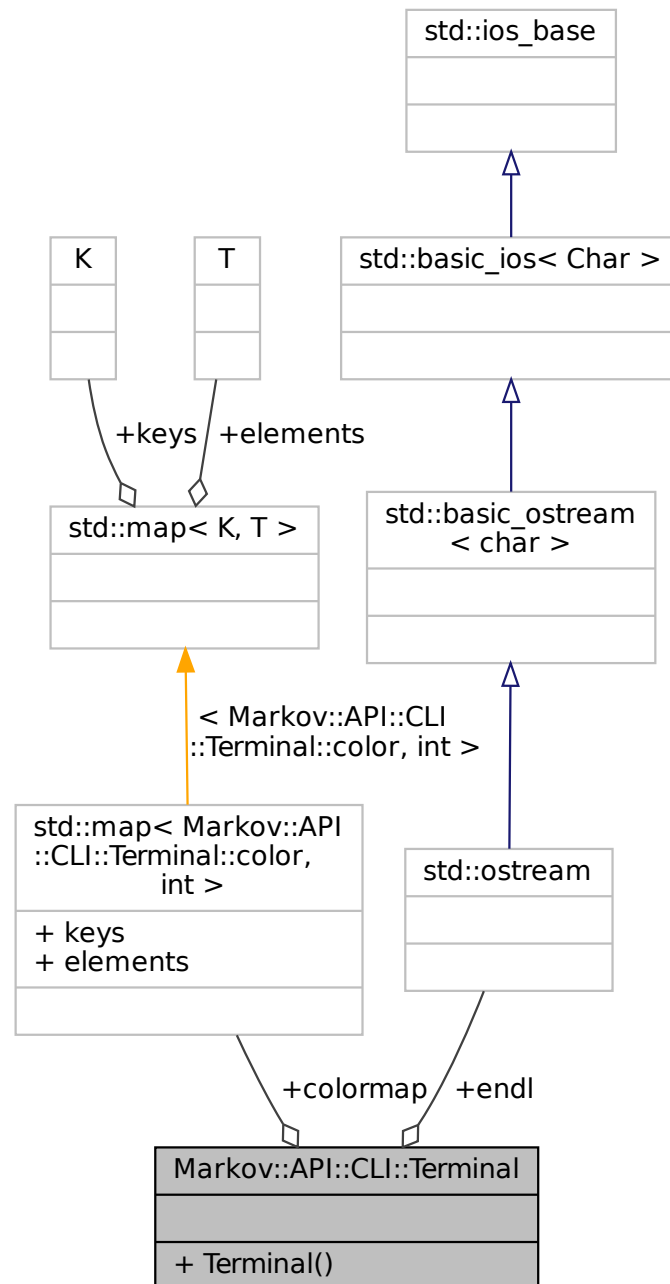 std::ios_base
K
T
std::basic_ios< Char >
+keys
+elements
std::map< K, T >
std::basic_ostream
< char >
< Markov::API::CLI
::Terminal::color, int >
std::map< Markov::API
::CLI::Terminal::color,
int >
+ keys
+ elements
std::ostream
+colormap
+endl
Markov::API::CLI::Terminal
+ Terminal()